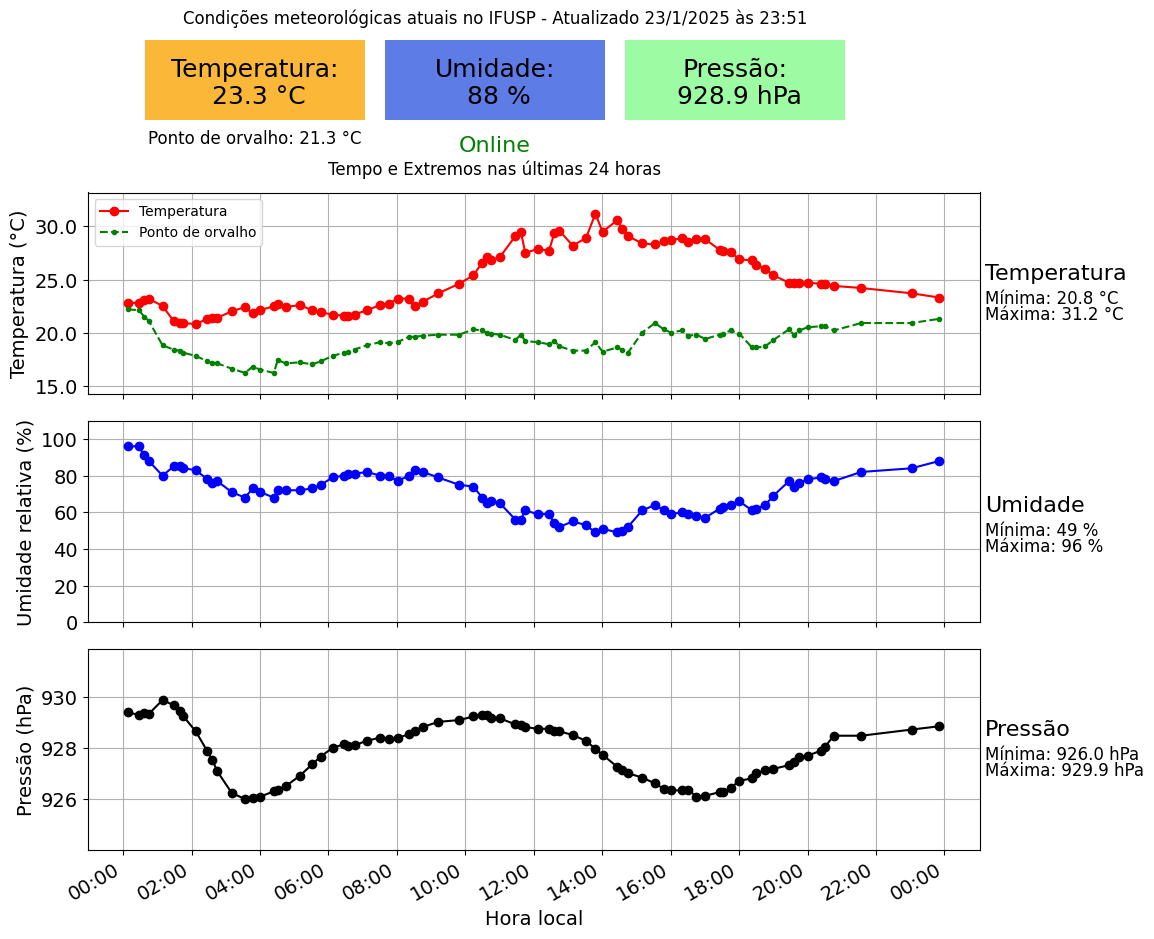 Condições meteorológicas atuais no IFUSP - Atualizado 23/1/2025 às 23:51
Temperatura:
23.3 °C
Umidade:
88 %
Pressão:
928.9 hPa
Ponto de orvalho: 21.3 °C
Online
Tempo e Extremos nas últimas 24 horas
Temperatura (°C)
30.0
25.0
20.0
15.0
Temperatura
Ponto de orvalho
Temperatura
Mínima: 20.8 °C
Máxima: 31.2 °C
Umidade relativa (%)
100
80
60
40
20
0
Umidade
Mínima: 49 %
Máxima: 96 %
Pressão (hPa)
930
928
926
Pressão
Mínima: 926.0 hPa
Máxima: 929.9 hPa
00:00
02:00
04:00
06:00
08:00
10:00
12:00
14:00
16:00
18:00
20:00
22:00
00:00
Hora local